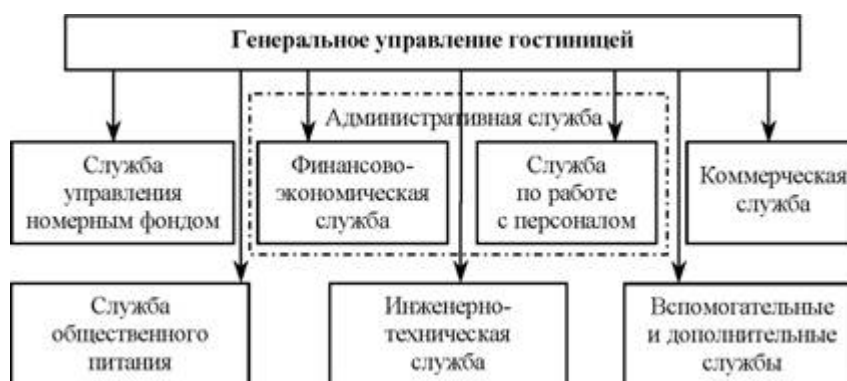 Генеральное управление гостиницей
Административная служба
Служба
управления
номерным фондом
Финансово-
экономическая
служба
Служба
по работе
с персоналом
Коммерческая
служба
Служба
общественного
питания
Инженерно-
техническая
служба
Вспомогательные
и дополнительные
службы